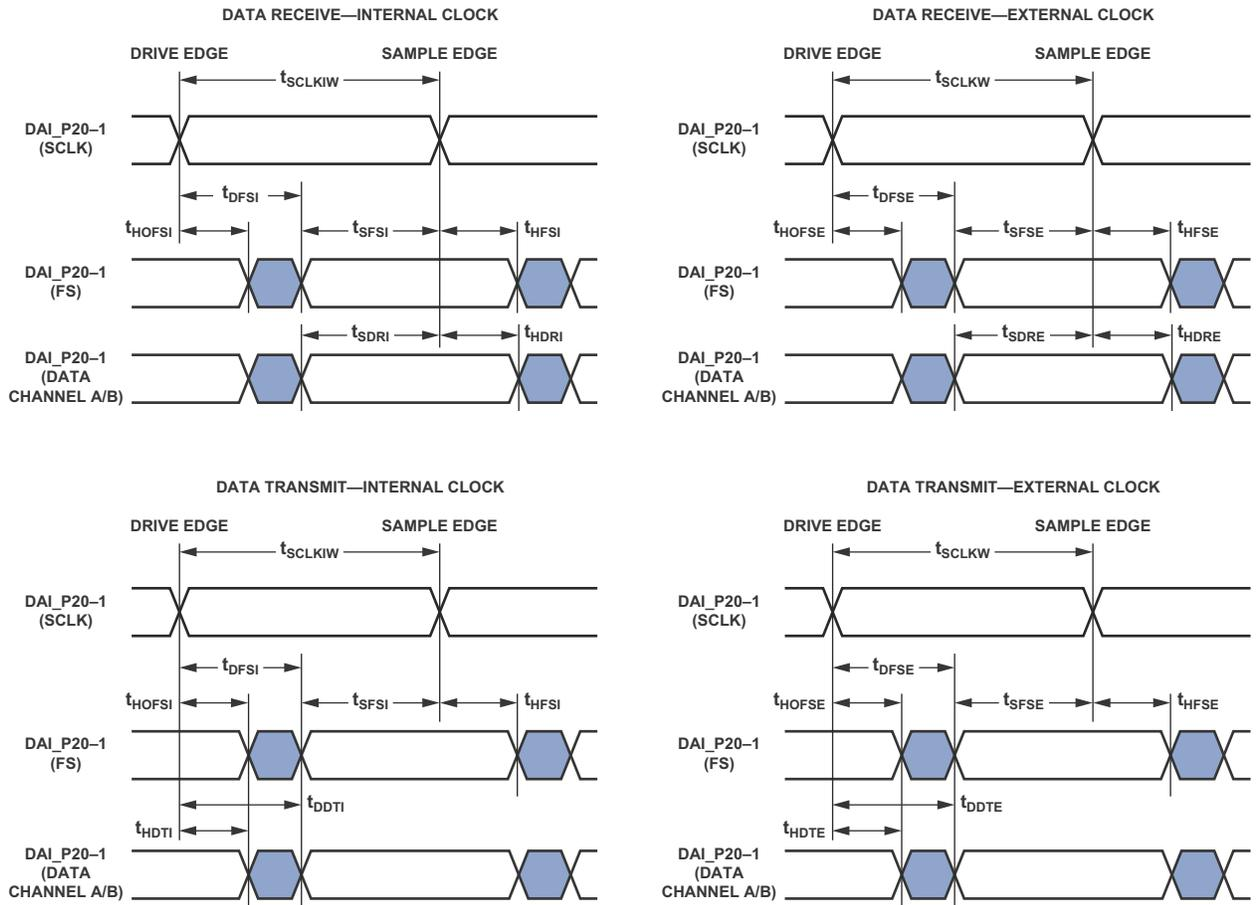 DATA RECEIVE—INTERNAL CLOCK
DRIVE EDGE
SAMPLE EDGE
tSCLKIW
DAI_P20–1
(SCLK)
tDFSI
tHOFSI
tSFSI
tHFSI
DAI_P20–1
(FS)
tSDRI
tHDRI
DAI_P20–1
(DATA
CHANNEL A/B)
DATA RECEIVE—EXTERNAL CLOCK
DRIVE EDGE
SAMPLE EDGE
tSCLKW
DAI_P20–1
(SCLK)
tDFSE
tHOFSE
tSFSE
tHFSE
DAI_P20–1
(FS)
tSDRE
tHDRE
DAI_P20–1
(DATA
CHANNEL A/B)
DATA TRANSMIT—INTERNAL CLOCK
DRIVE EDGE
SAMPLE EDGE
tSCLKIW
DAI_P20–1
(SCLK)
tDFSI
tHOFSI
tSFSI
tHFSI
DAI_P20–1
(FS)
tDDTI
tHDTI
DAI_P20–1
(DATA
CHANNEL A/B)
DATA TRANSMIT—EXTERNAL CLOCK
DRIVE EDGE
SAMPLE EDGE
tSCLKW
DAI_P20–1
(SCLK)
tDFSE
tHOFSE
tSFSE
tHFSE
DAI_P20–1
(FS)
tDDTE
tHDTE
DAI_P20–1
(DATA
CHANNEL A/B)